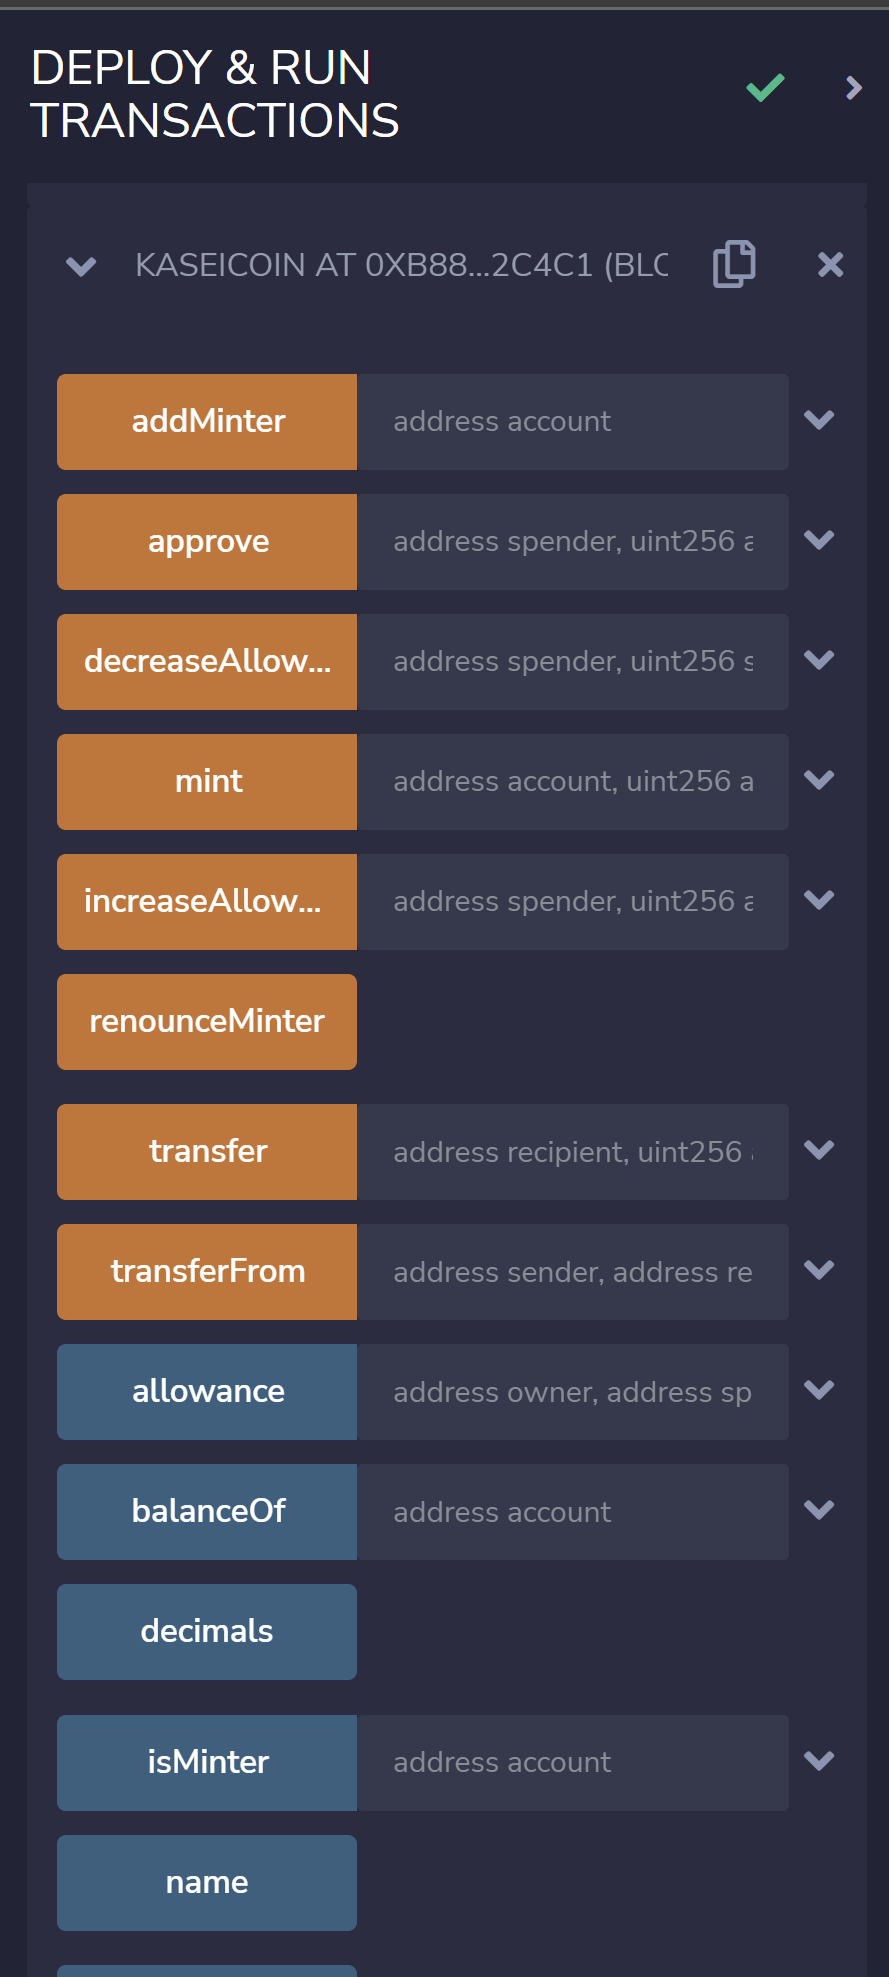 DEPLOY & RUN
TRANSACTIONS
KASEICOIN AT 0XB88...2C4C1 (BLC
addMinter address account
approve address spender, uint256 a
decreaseAllow... address spender, uint256 s
mint address account, uint256 a
increaseAllow... address spender, uint256 a
renounceMinter
transfer address recipient, uint256
transferFrom address sender, address re
allowance address owner, address sp
balanceOf address account
decimals
isMinter address account
name